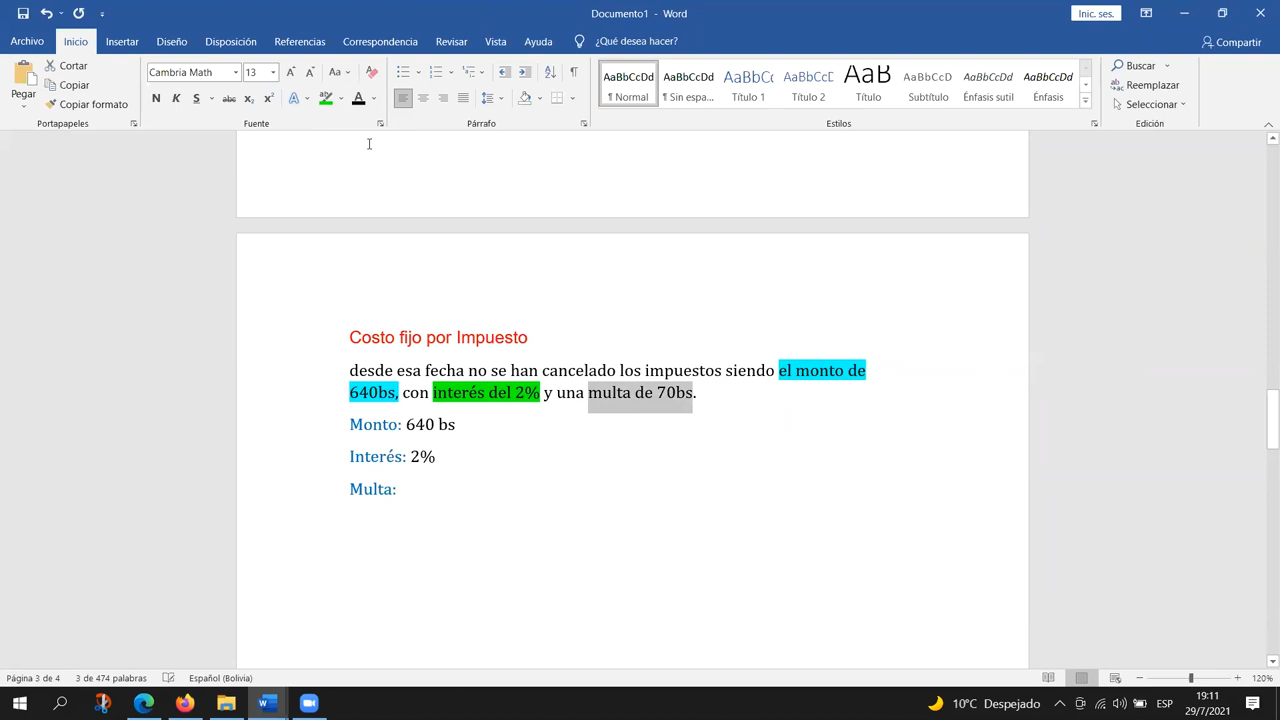 Documento1 - Word
Inic. ses.
Archivo Inicio Insertar Diseño Disposición Referencias Correspondencia Revisar Vista Ayuda ¿Qué desea hacer? Compartir
Pegar
Cortar
Copiar
Copiar formato
Portapapeles
Cambria Math 13
Aa
N K S abc x₂ x² A A
Fuente
Párrafo
AaBbCcDd AaBbCcDd AaBbCc AaBbCcD AaB AaBbCcD AaBbCcDd AaBbCcDd
¶ Normal ¶ Sin espa... Título 1 Título 2 Título Subtítulo Énfasis sutil Énfasis
Estilos
Buscar
Reemplazar
Seleccionar
Edición
Costo fijo por Impuesto
desde esa fecha no se han cancelado los impuestos siendo el monto de
640bs, con interés del 2% y una multa de 70bs.
Monto: 640 bs
Interés: 2%
Multa:
Página 3 de 4 3 de 474 palabras Español (Bolivia) 120%
10°C Despejado ESP 19:11
29/7/2021